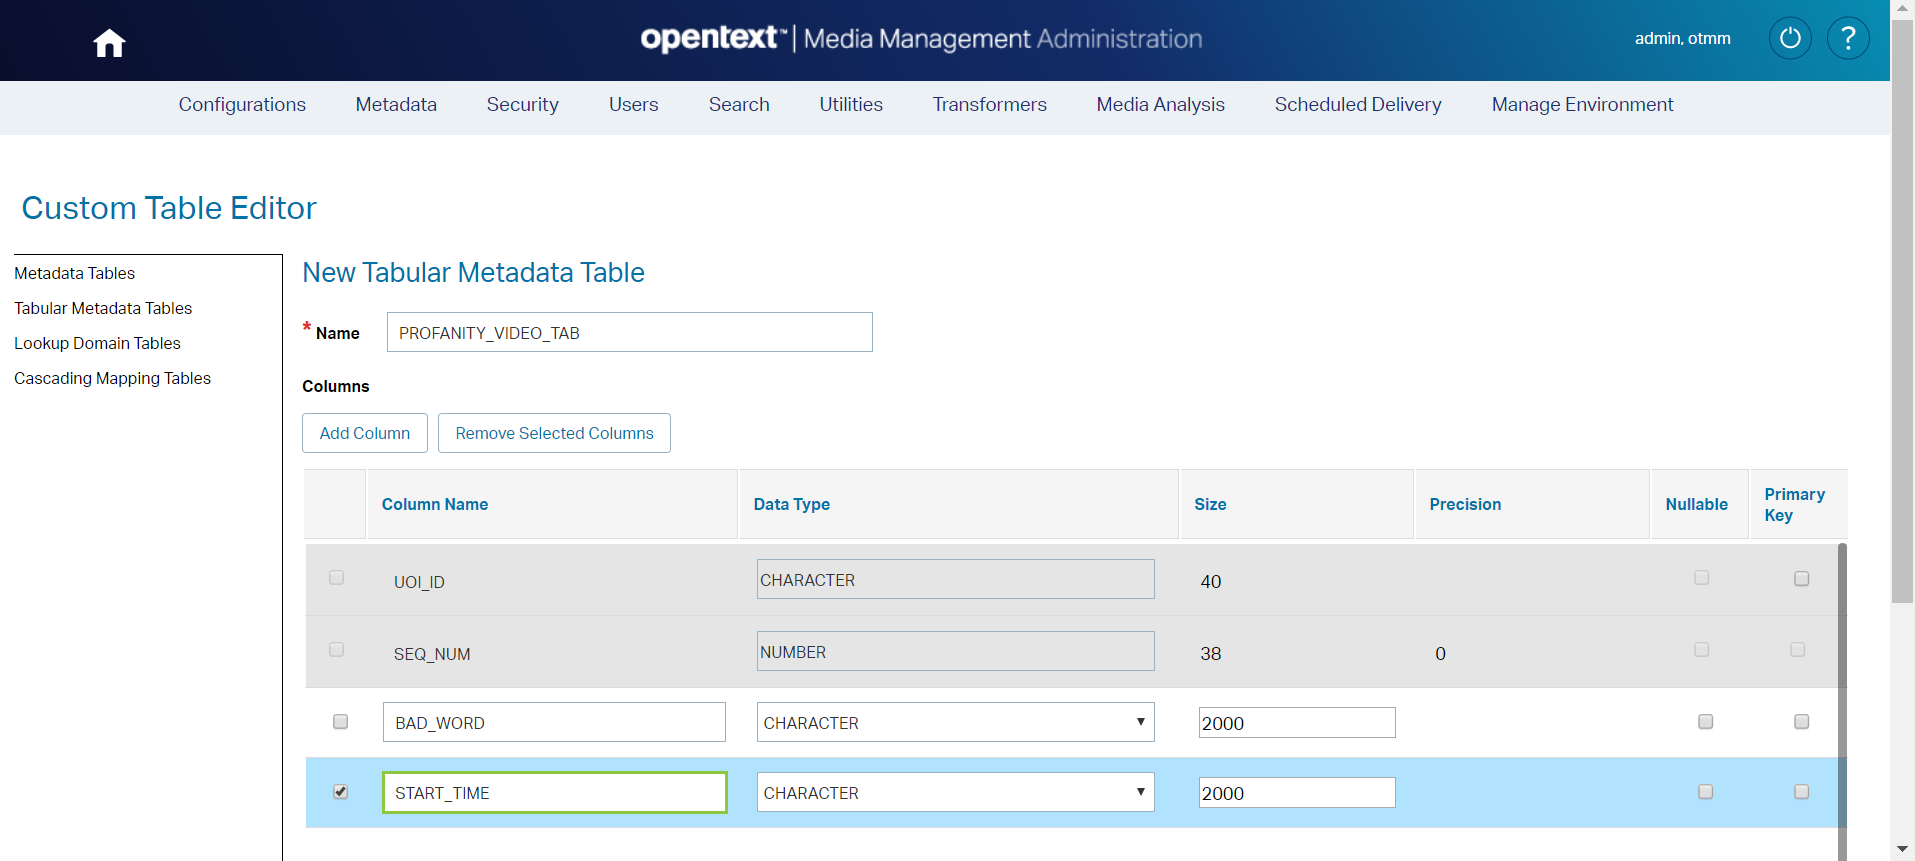 opentext™ | Media Management Administration
admin, otmm
?
Configurations Metadata Security Users Search Utilities Transformers Media Analysis Scheduled Delivery Manage Environment
Custom Table Editor
Metadata Tables
Tabular Metadata Tables
Lookup Domain Tables
Cascading Mapping Tables
New Tabular Metadata Table
* Name PROFANITY_VIDEO_TAB
Columns
Add Column Remove Selected Columns
Column Name Data Type Size Precision Nullable Primary Key
UOI_ID CHARACTER 40
SEQ_NUM NUMBER 38 0
BAD_WORD CHARACTER 2000
START_TIME CHARACTER 2000